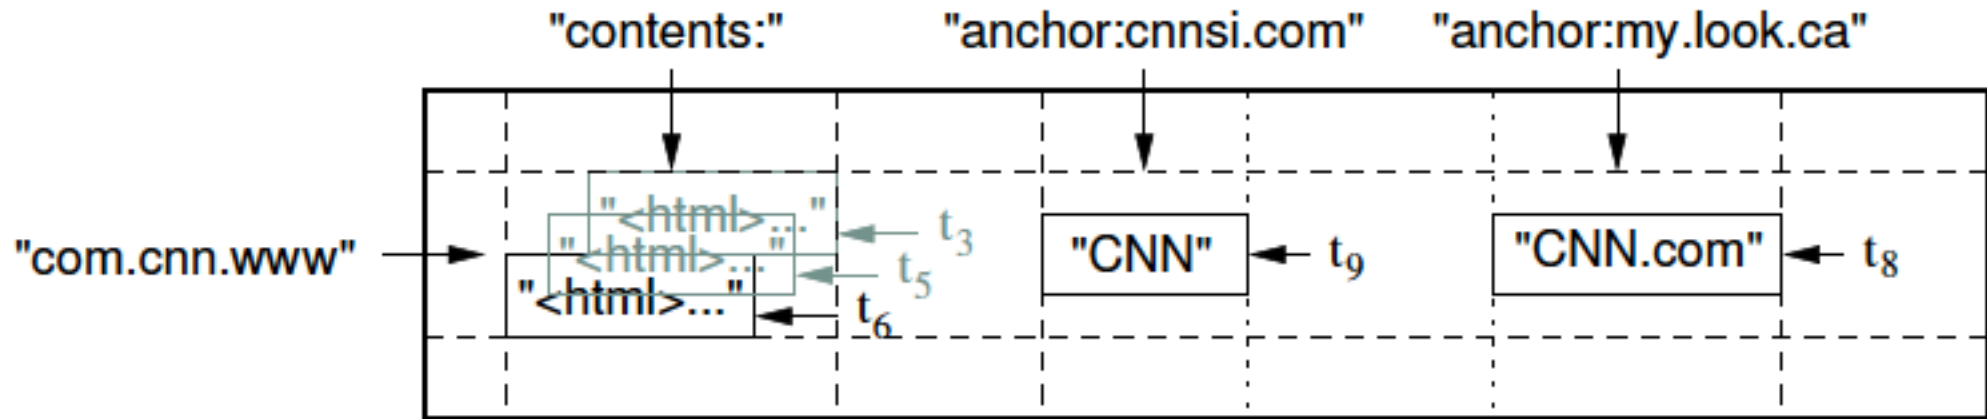 "contents:" "anchor:cnnsi.com" "anchor:my.look.ca"
"<html>..." t3
"com.cnn.www" "<html>..." t5 "CNN" t9 "CNN.com" t8
"<html>..." t6